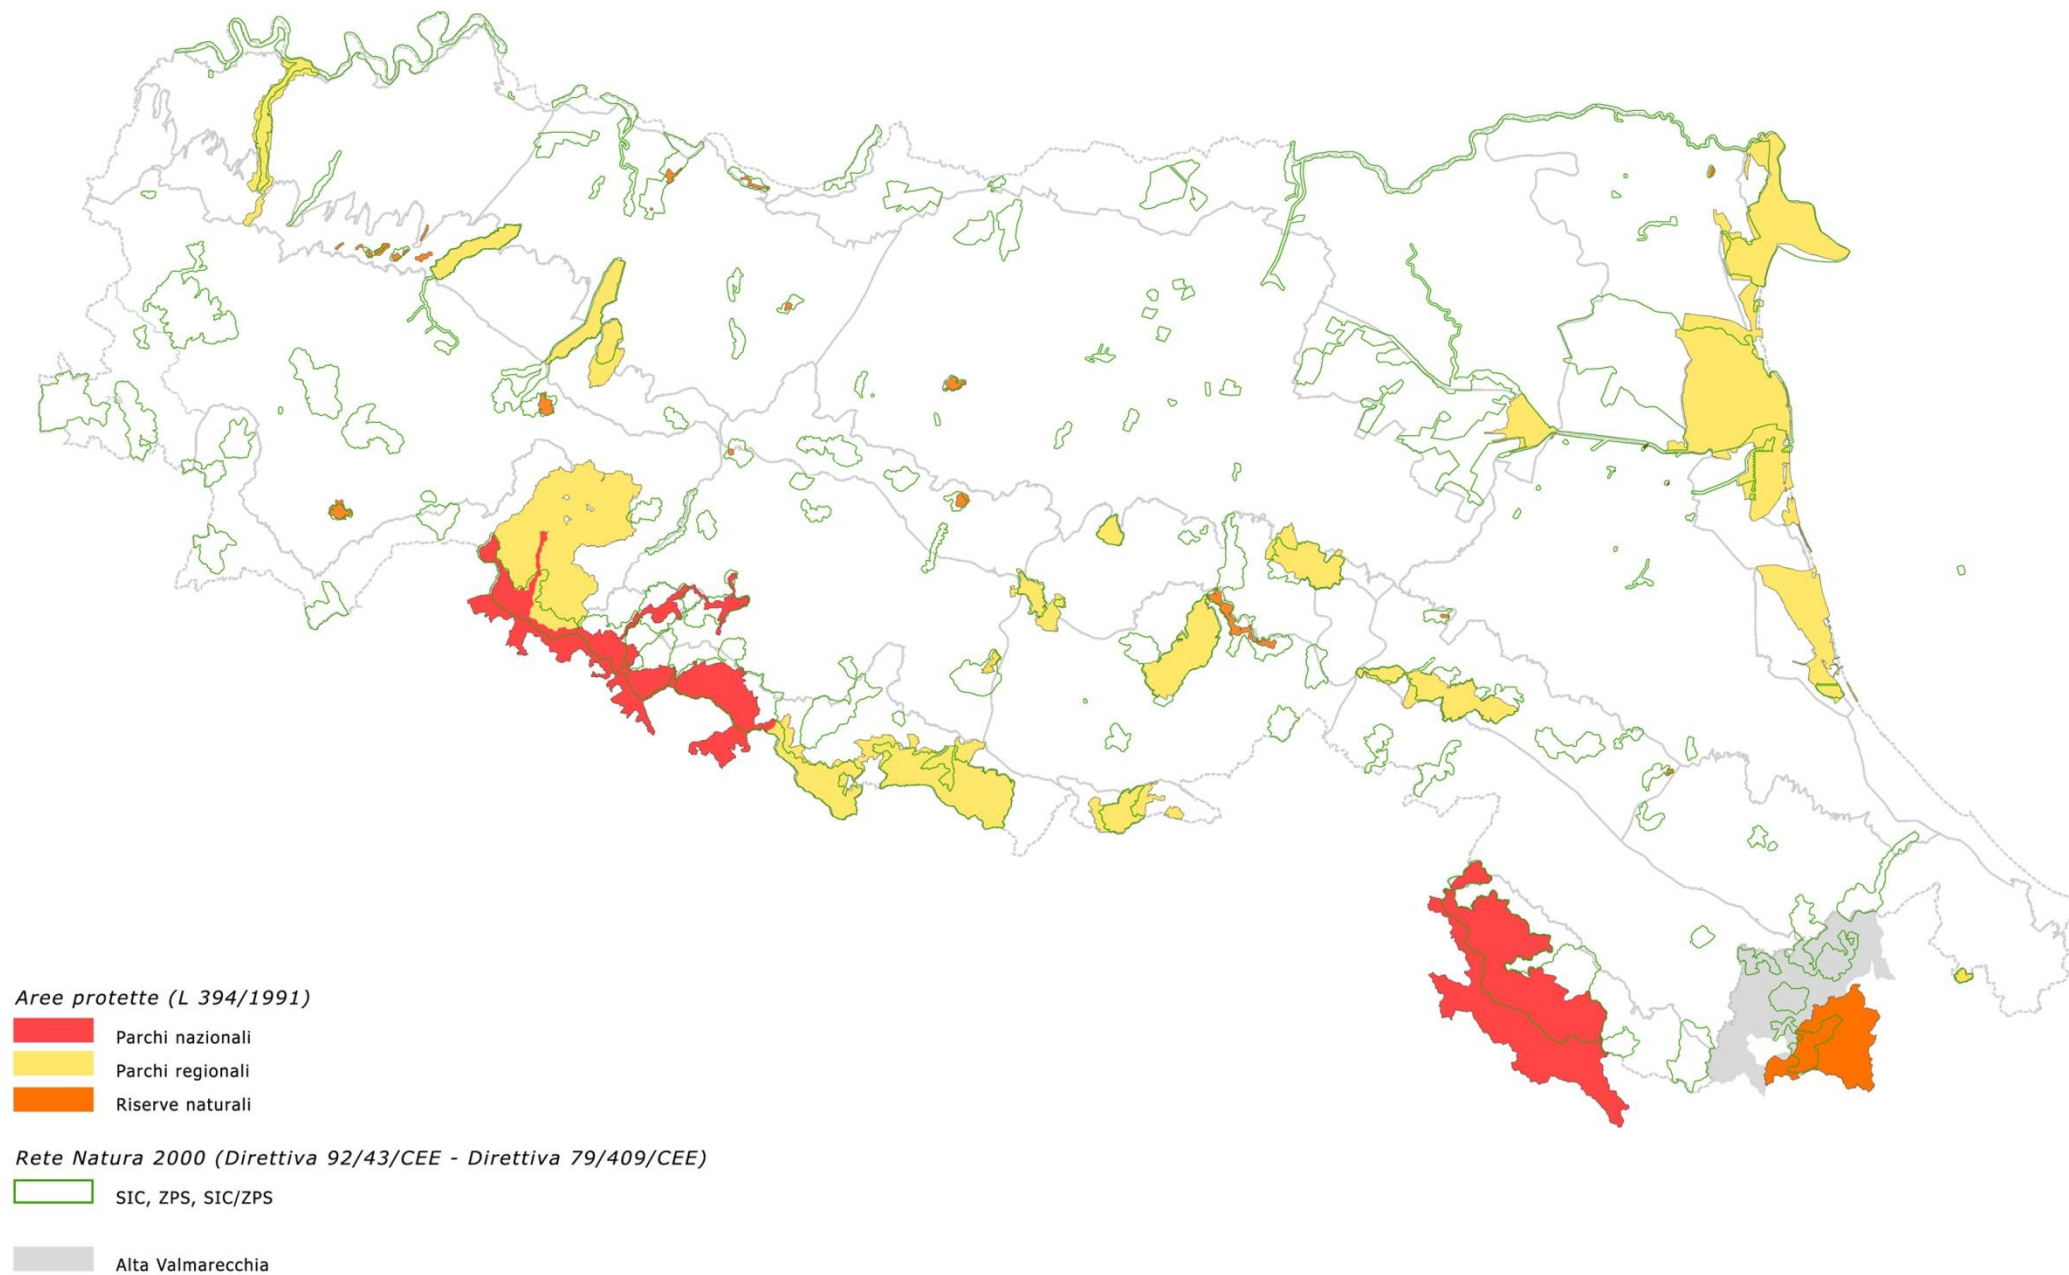 Aree protette (L 394/1991)
Parchi nazionali
Parchi regionali
Riserve naturali
Rete Natura 2000 (Direttiva 92/43/CEE - Direttiva 79/409/CEE)
SIC, ZPS, SIC/ZPS
Alta Valmarecchia